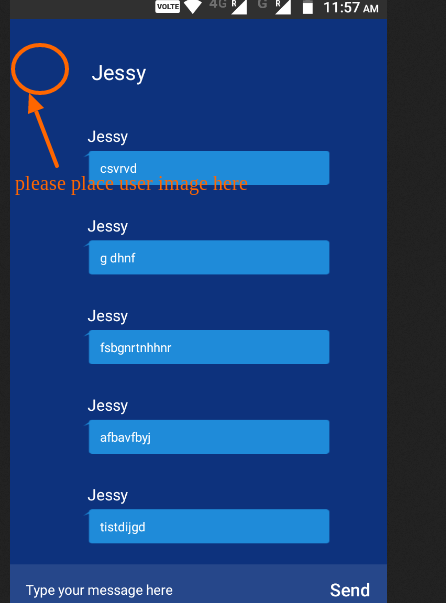 VOLTE 4G R G R 11:57 AM
Jessy
Jessy
csvrvd
please place user image here
Jessy
g dhnf
Jessy
fsbgnrtnhhnr
Jessy
afbavfbyj
Jessy
tistdijgd
Type your message here Send